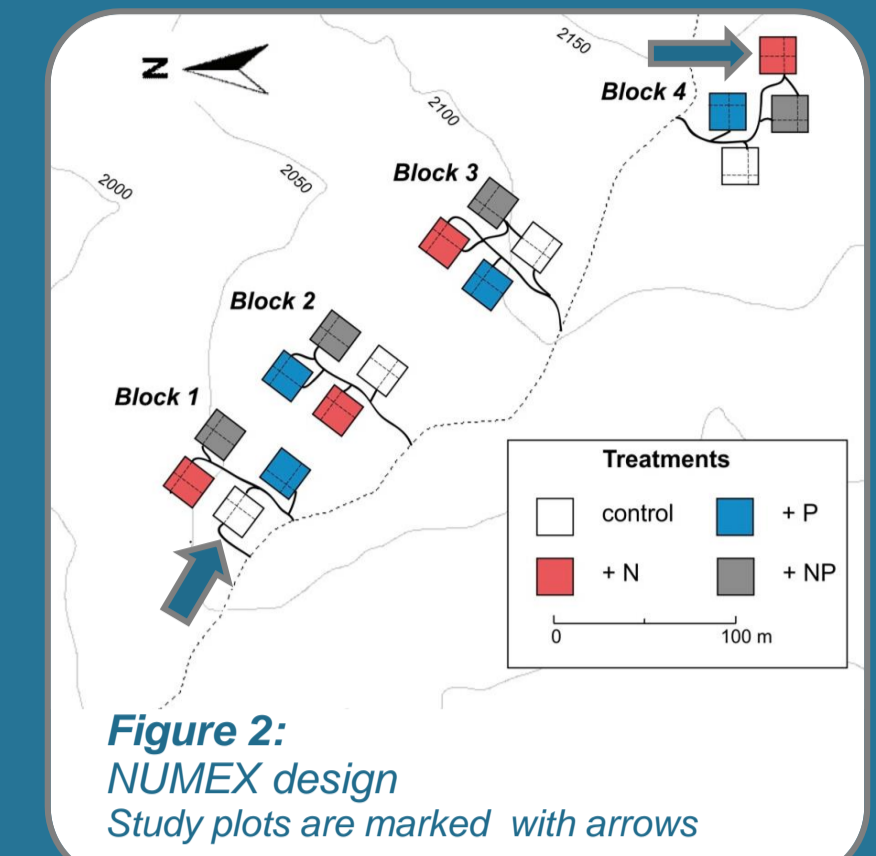 N
2150
Block 4
2100
Block 3
2050
2000
Block 2
Block 1
Treatments
control
+ P
+ N
+ NP
0
100 m
Figure 2:
NUMEX design
Study plots are marked with arrows